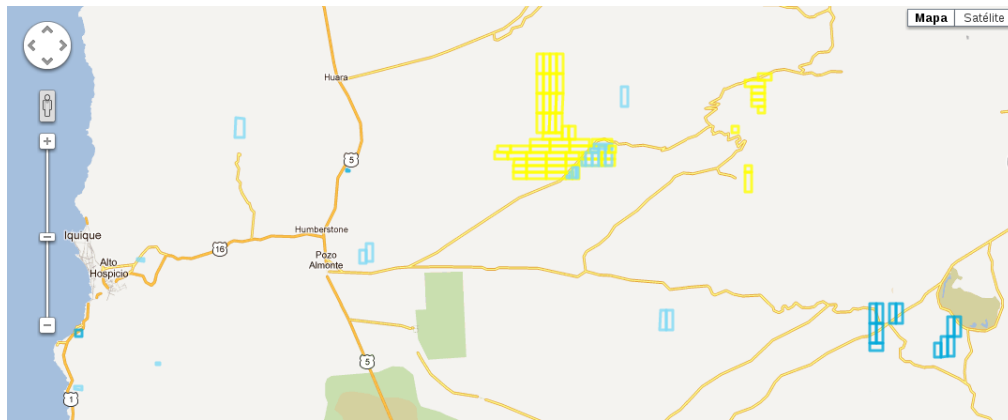 Mapa Satélite
Huara
5
Iquique
Humberstone
16
Alto
Hospicio
Pozo
Almonte
5
1